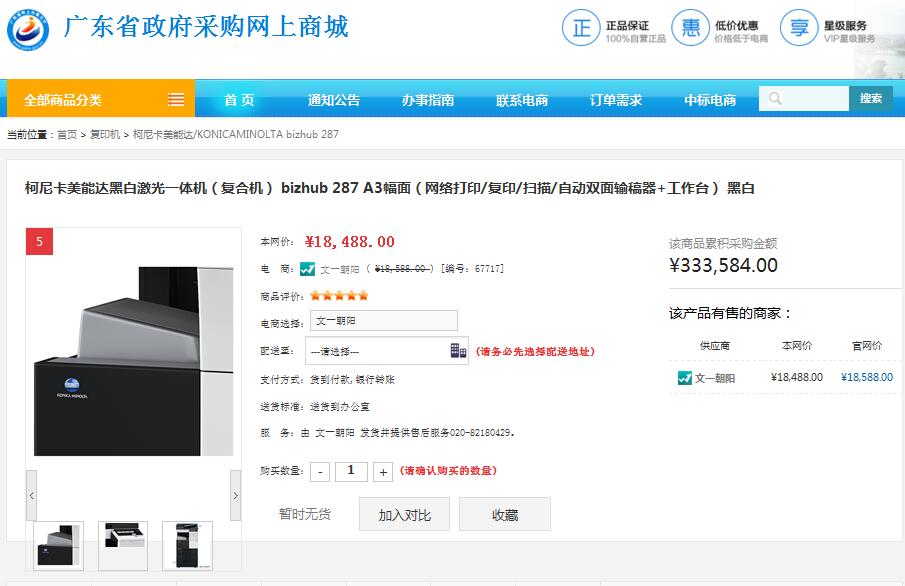 广东省政府采购网上商城
正 正品保证
100%自营正品
惠 低价优惠
价格低于电商
享 星级服务
VIP星级服务
全部商品分类
首 页 通知公告 办事指南 联系电商 订单需求 中标电商 搜索
当前位置：首页 > 复印机 > 柯尼卡美能达/KONICAMINOLTA bizhub 287
柯尼卡美能达黑白激光一体机（复合机） bizhub 287 A3幅面（网络打印/复印/扫描/自动双面输稿器+工作台） 黑白
5
KONICA MINOLTA
本网价： ¥18,488.00
电 商： 文一朝阳 ( ¥18,588.00 ) [编号：67717]
商品评价：
电商选择： 文一朝阳
配送至： ---请选择--- (请务必先选择配送地址)
支付方式：货到付款,银行转账
送货标准：送货到办公室
服 务：由 文一朝阳 发货并提供售后服务020-82180429。
购买数量： - 1 + (请确认购买的数量)
暂时无货 加入对比 收藏
该商品累积采购金额
¥333,584.00
该产品有售的商家：
供应商 本网价 官网价
文一朝阳 ¥18,488.00 ¥18,588.00